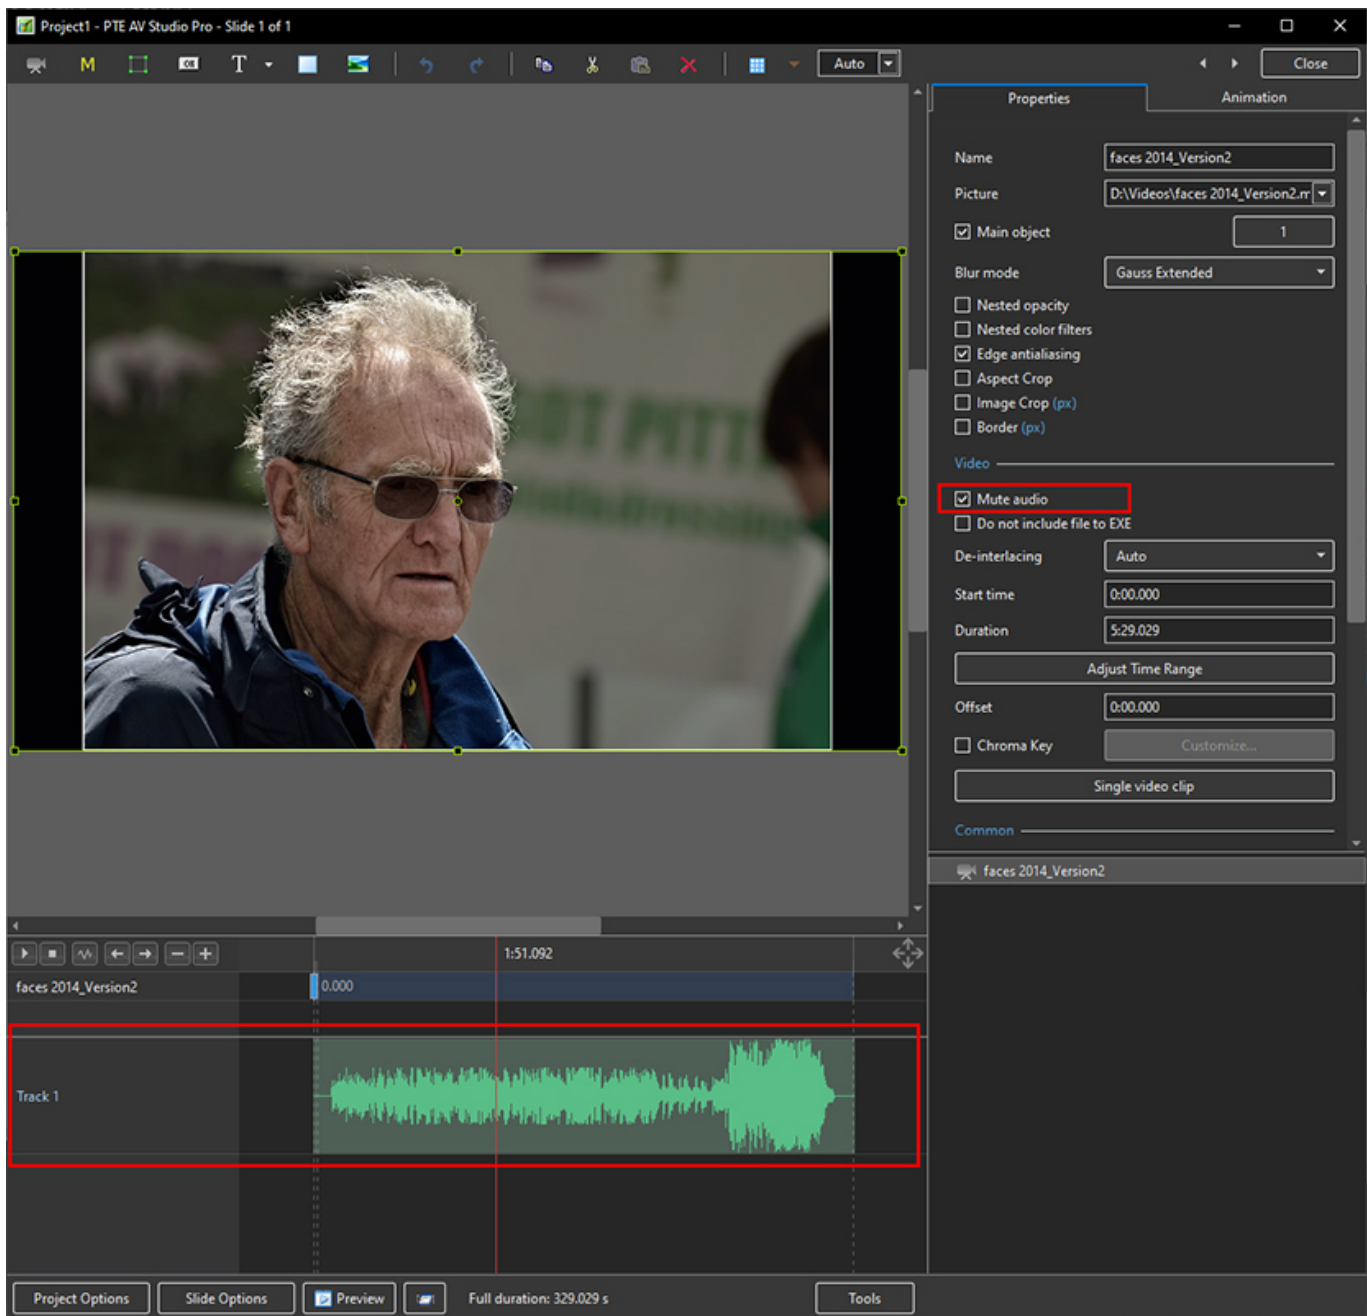 Project1 - PTE AV Studio Pro - Slide 1 of 1
M OK T Auto Close
Properties Animation
Name faces 2014_Version2
Picture D:\Videos\faces 2014_Version2.m
Main object 1
Blur mode Gauss Extended
Nested opacity
Nested color filters
Edge antialiasing
Aspect Crop
Image Crop (px)
Border (px)
Video
Mute audio
Do not include file to EXE
De-interlacing Auto
Start time 0:00.000
Duration 5:29.029
Adjust Time Range
Offset 0:00.000
Chroma Key Customize...
Single video clip
Common
faces 2014_Version2
1:51.092
faces 2014_Version2 0.000
Track 1
Project Options Slide Options Preview Full duration: 329.029 s Tools